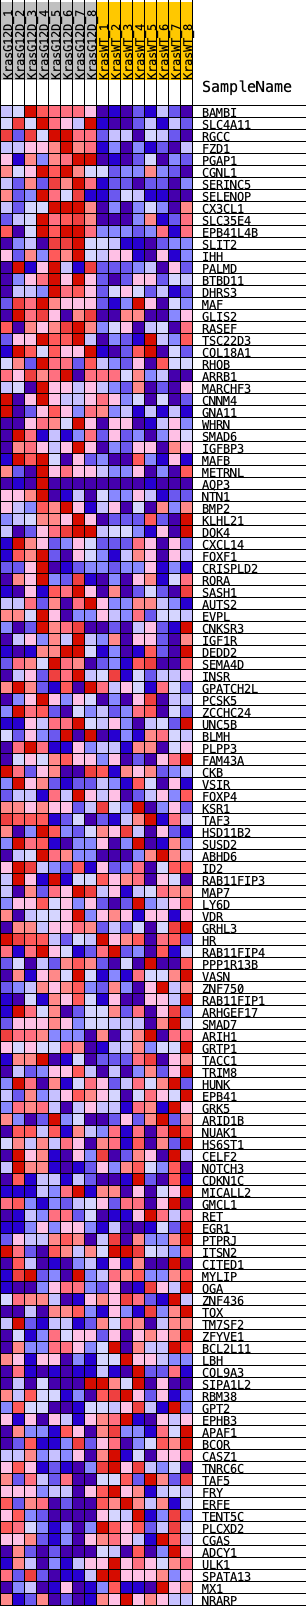 KrasG12D_1
KrasG12D_2
KrasG12D_3
KrasG12D_4
KrasG12D_5
KrasG12D_6
KrasG12D_7
KrasG12D_8
KrasWT_1
KrasWT_2
KrasWT_3
KrasWT_4
KrasWT_5
KrasWT_6
KrasWT_7
KrasWT_8
SampleName
BAMBI
SLC4A11
RGCC
FZD1
PGAP1
CGNL1
SERINC5
SELENOP
CX3CL1
SLC35E4
EPB41L4B
SLIT2
IHH
PALMD
BTBD11
DHRS3
MAF
GLIS2
RASEF
TSC22D3
COL18A1
RHOB
ARRB1
MARCHF3
CNNM4
GNA11
WHRN
SMAD6
IGFBP3
MAFB
METRNL
AQP3
NTN1
BMP2
KLHL21
DOK4
CXCL14
FOXF1
CRISPLD2
RORA
SASH1
AUTS2
EVPL
CNKSR3
IGF1R
DEDD2
SEMA4D
INSR
GPATCH2L
PCSK5
ZCCHC24
UNC5B
BLMH
PLPP3
FAM43A
CKB
VSIR
FOXP4
KSR1
TAF3
HSD11B2
SUSD2
ABHD6
ID2
RAB11FIP3
MAP7
LY6D
VDR
GRHL3
HR
RAB11FIP4
PPP1R13B
VASN
ZNF750
RAB11FIP1
ARHGEF17
SMAD7
ARIH1
GRTP1
TACC1
TRIM8
HUNK
EPB41
GRK5
ARID1B
NUAK1
HS6ST1
CELF2
NOTCH3
CDKN1C
MICALL2
GMCL1
RET
EGR1
PTPRJ
ITSN2
CITED1
MYLIP
OGA
ZNF436
TOX
TM7SF2
ZFYVE1
BCL2L11
LBH
COL9A3
SIPA1L2
RBM38
GPT2
EPHB3
APAF1
BCOR
CASZ1
TNRC6C
TAF5
FRY
ERFE
TENT5C
PLCXD2
CGAS
ADCY1
ULK1
SPATA13
MX1
NRARP